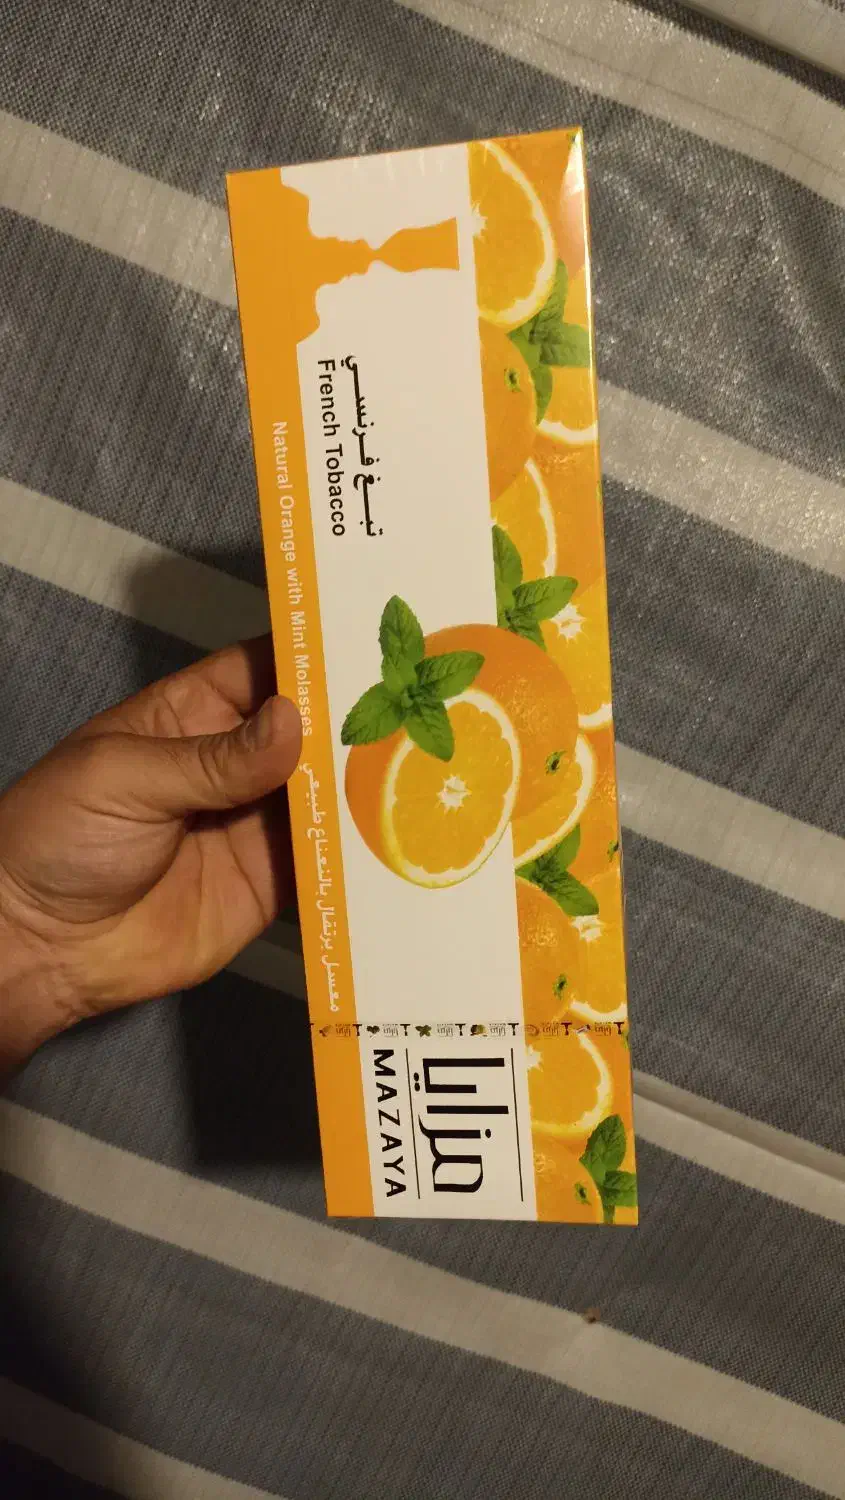 مزايا
MAZAYA
تبغ فرنسي
French Tobacco
Natural Orange with Mint Molasses معسل برتقال بالنعناع طبيعي